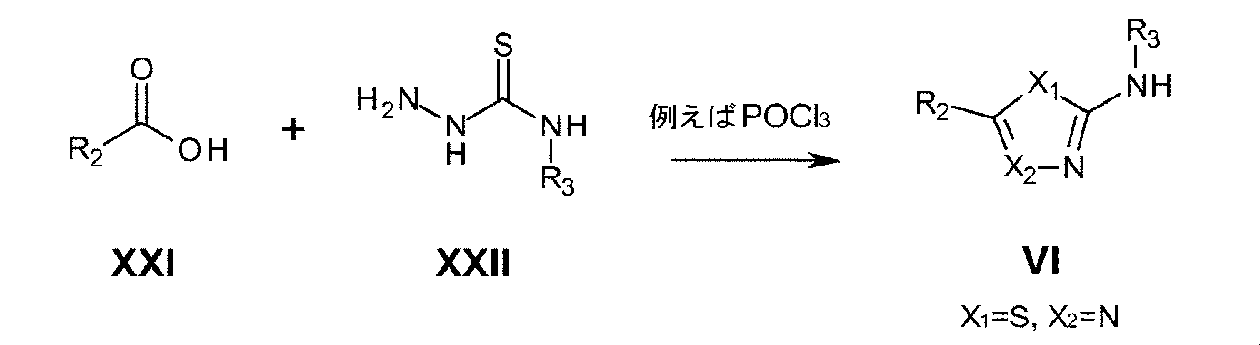 O
R2
OH
+
S
H2N
N
H
NH
R3
例えばPOCl3
R3
NH
X1
R2
X2
N
XXI
XXII
VI
X1=S, X2=N